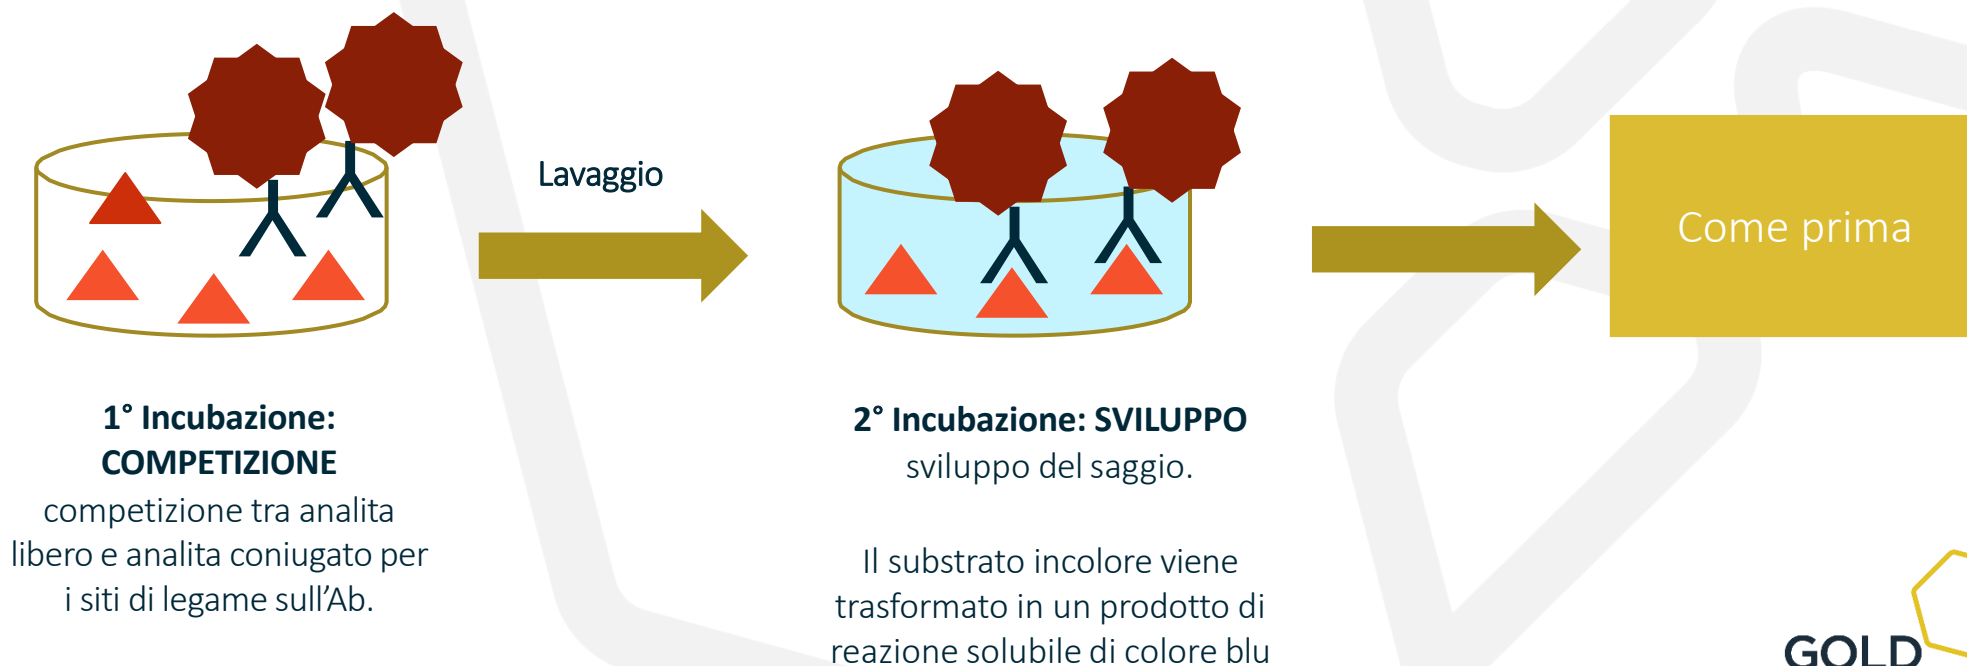 Lavaggio
Come prima
1° Incubazione:
COMPETIZIONE
competizione tra analita
libero e analita coniugato per
i siti di legame sull'Ab.
2° Incubazione: SVILUPPO
sviluppo del saggio.
Il substrato incolore viene
trasformato in un prodotto di
reazione solubile di colore blu
GOLD